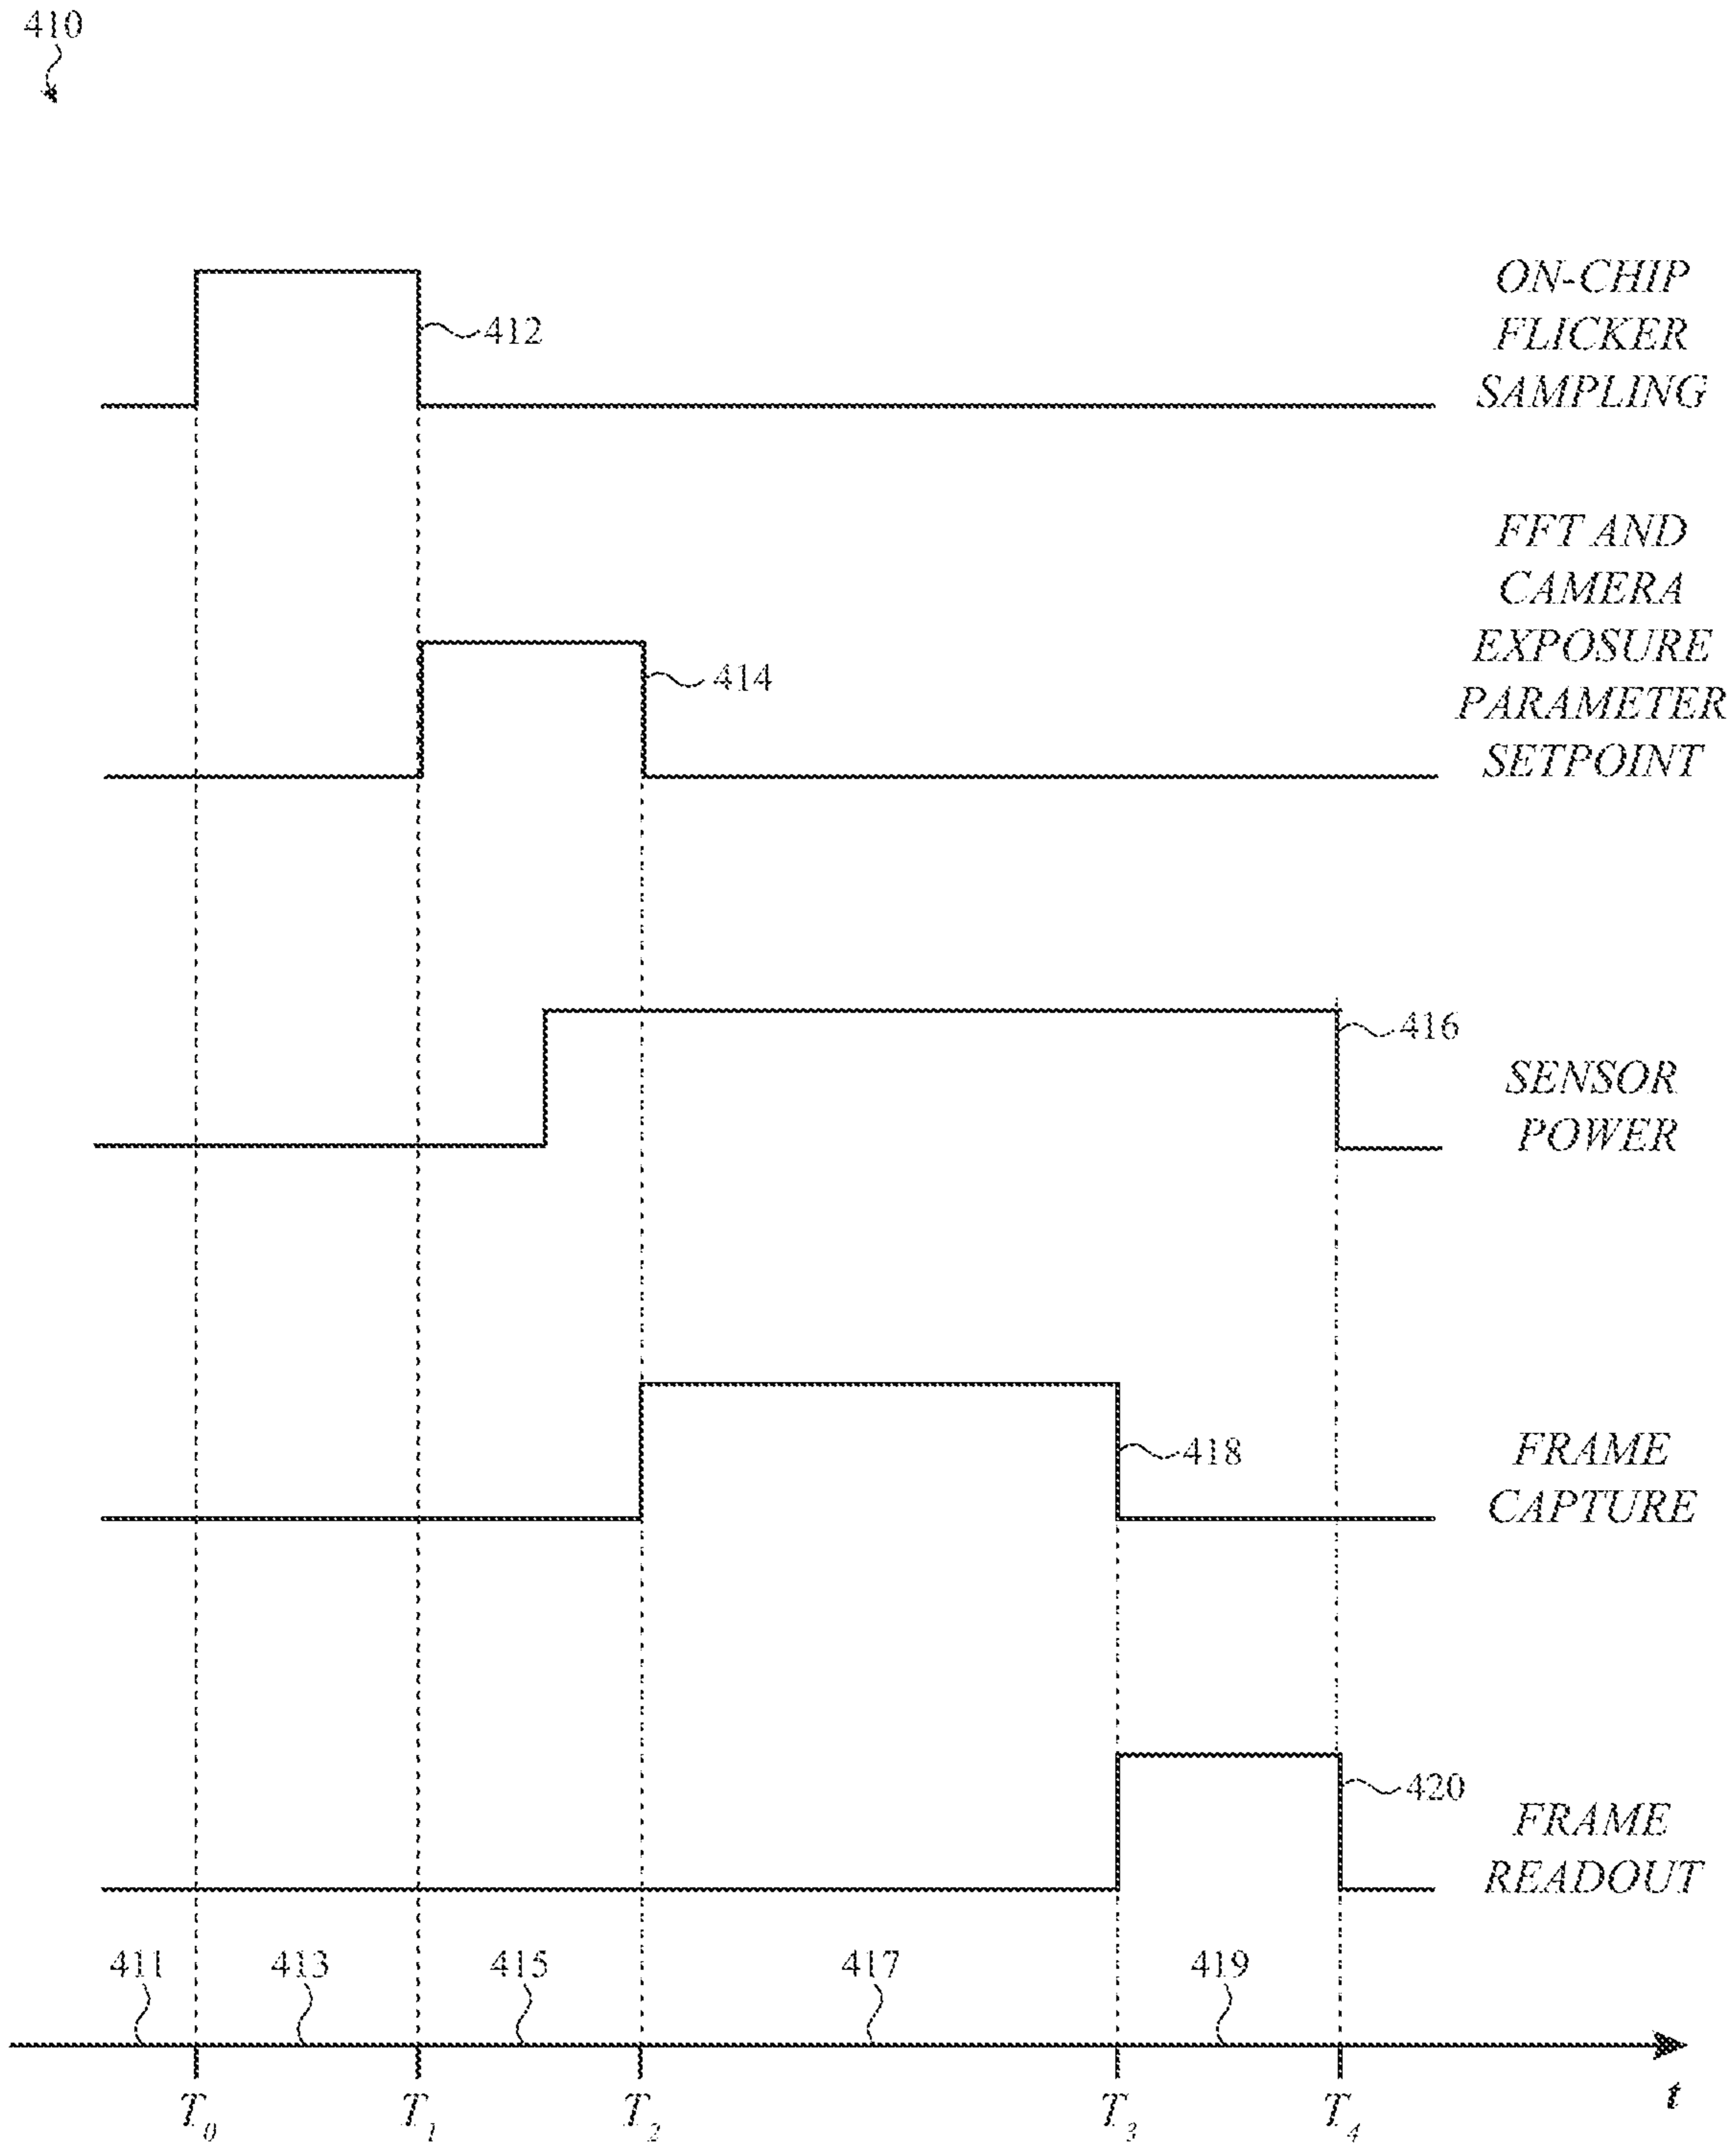 410
ON-CHIP
FLICKER
SAMPLING
412
FFT AND
CAMERA
EXPOSURE
PARAMETER
SETPOINT
414
416
SENSOR
POWER
418
FRAME
CAPTURE
420
FRAME
READOUT
411 413 415 417 419
T0 T1 T2 T3 T4 t